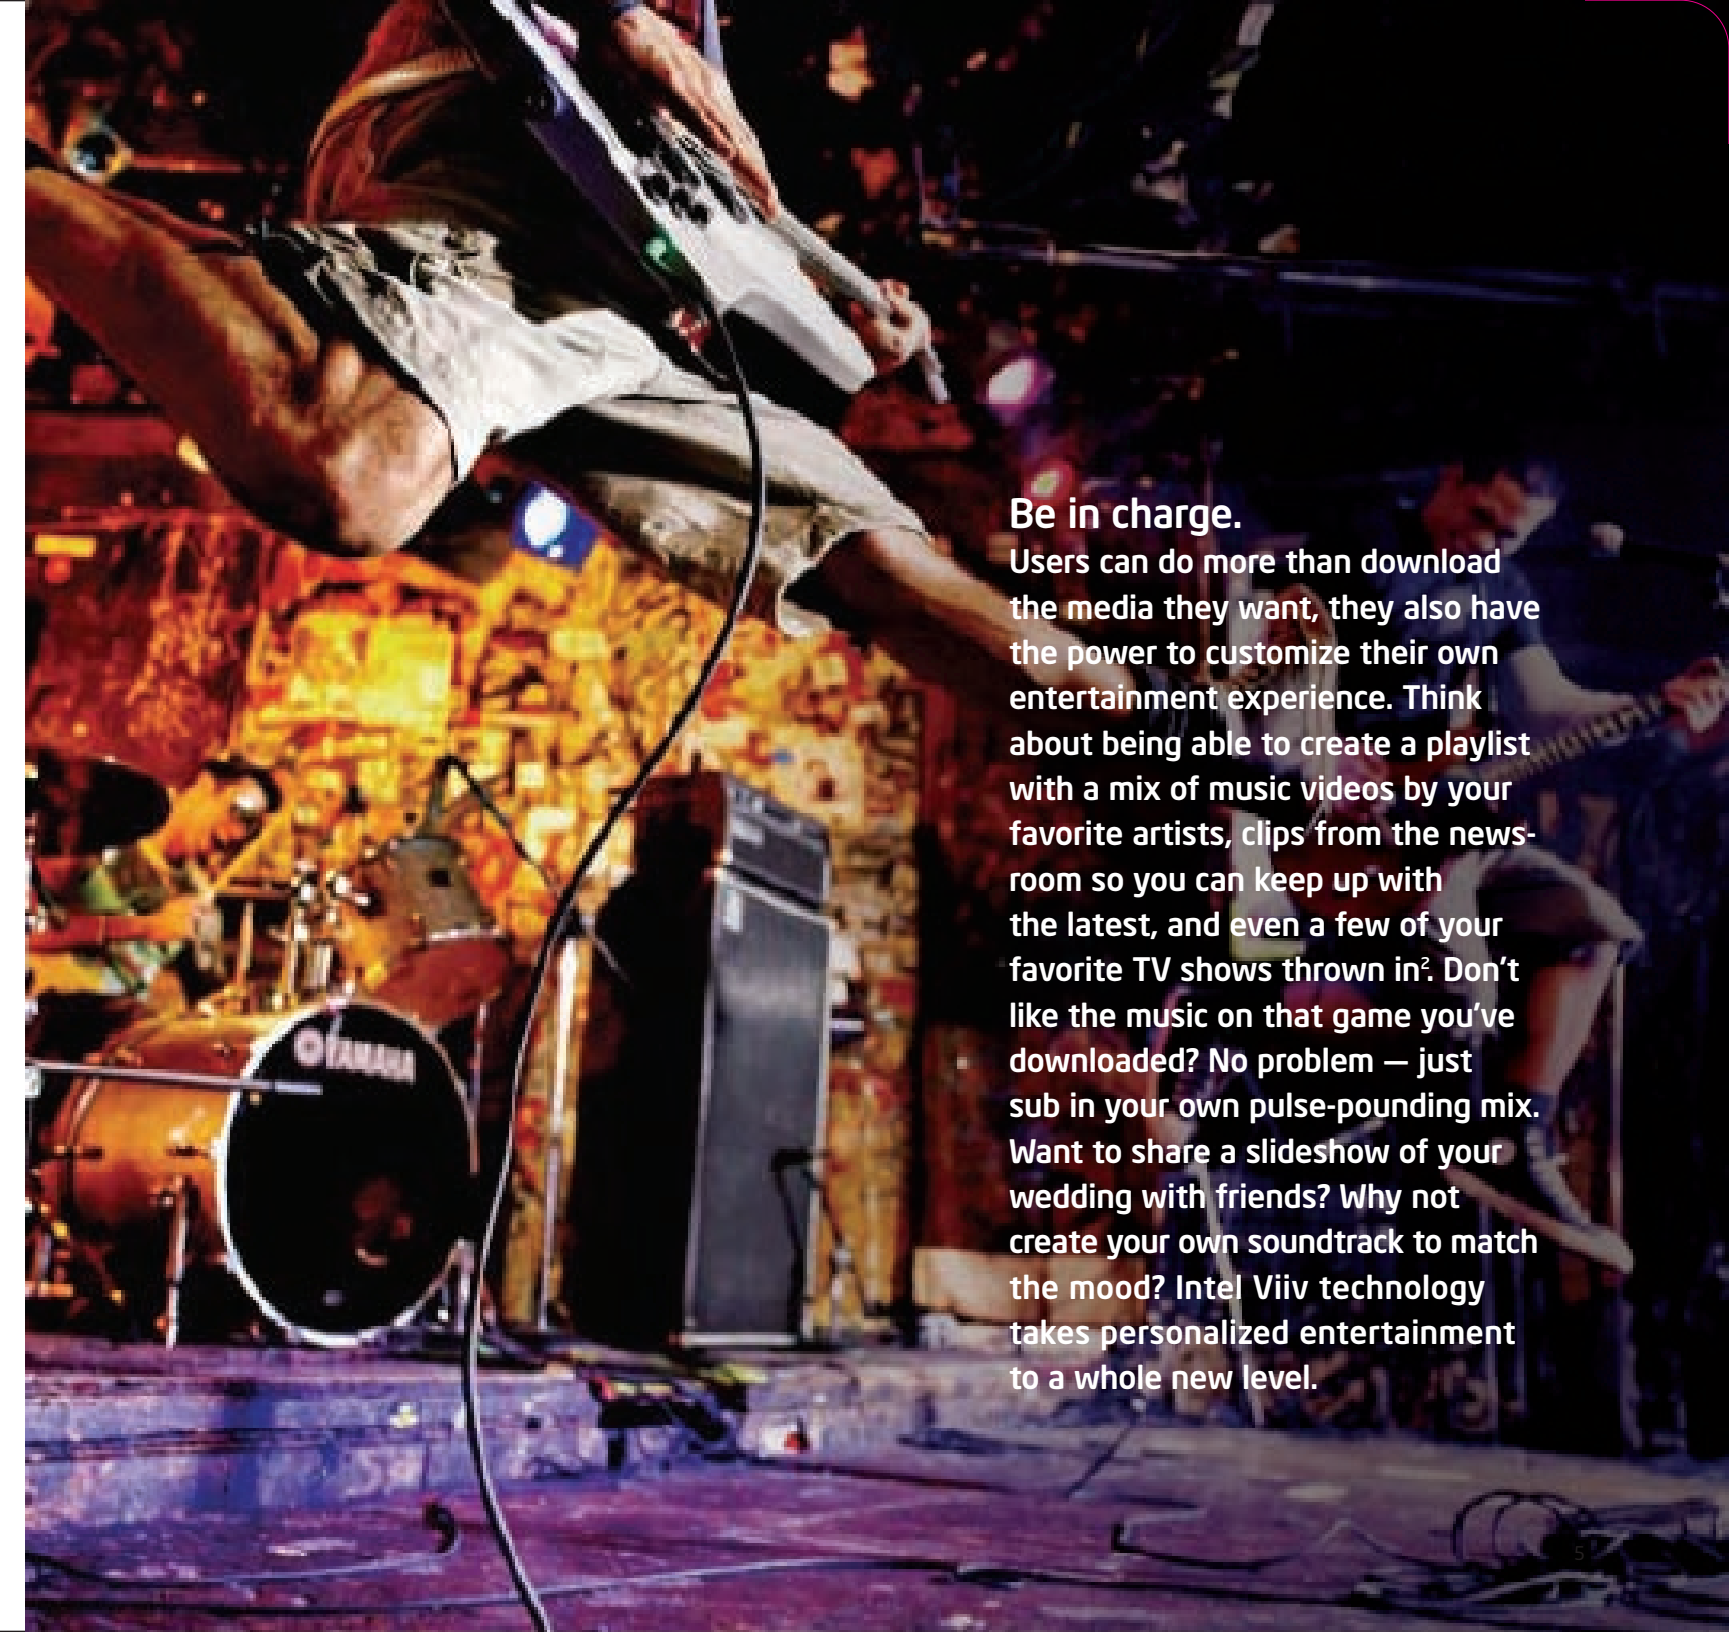 Be in charge.
Users can do more than download
the media they want, they also have
the power to customize their own
entertainment experience. Think
about being able to create a playlist
with a mix of music videos by your
favorite artists, clips from the news-
room so you can keep up with
the latest, and even a few of your
favorite TV shows thrown in². Don't
like the music on that game you've
downloaded? No problem — just
sub in your own pulse-pounding mix.
Want to share a slideshow of your
wedding with friends? Why not
create your own soundtrack to match
the mood? Intel Viiv technology
takes personalized entertainment
to a whole new level.
YAMAHA
5